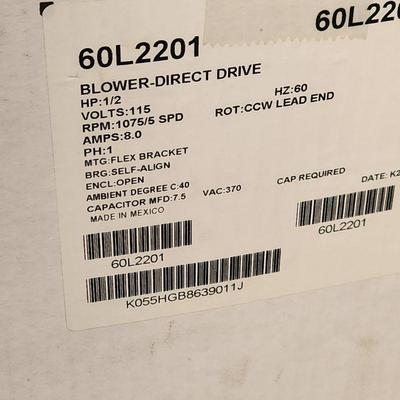 60L2201
60L220
BLOWER-DIRECT DRIVE
HP:1/2
HZ:60
VOLTS:115
ROT:CCW LEAD END
RPM:1075/5 SPD
AMPS:8.0
PH:1
MTG:FLEX BRACKET
BRG:SELF-ALIGN
ENCL:OPEN
AMBIENT DEGREE C:40
VAC:370
CAP REQUIRED
DATE: K2
CAPACITOR MFD:7.5
MADE IN MEXICO
60L2201
60L2201
K055HGB8639011J